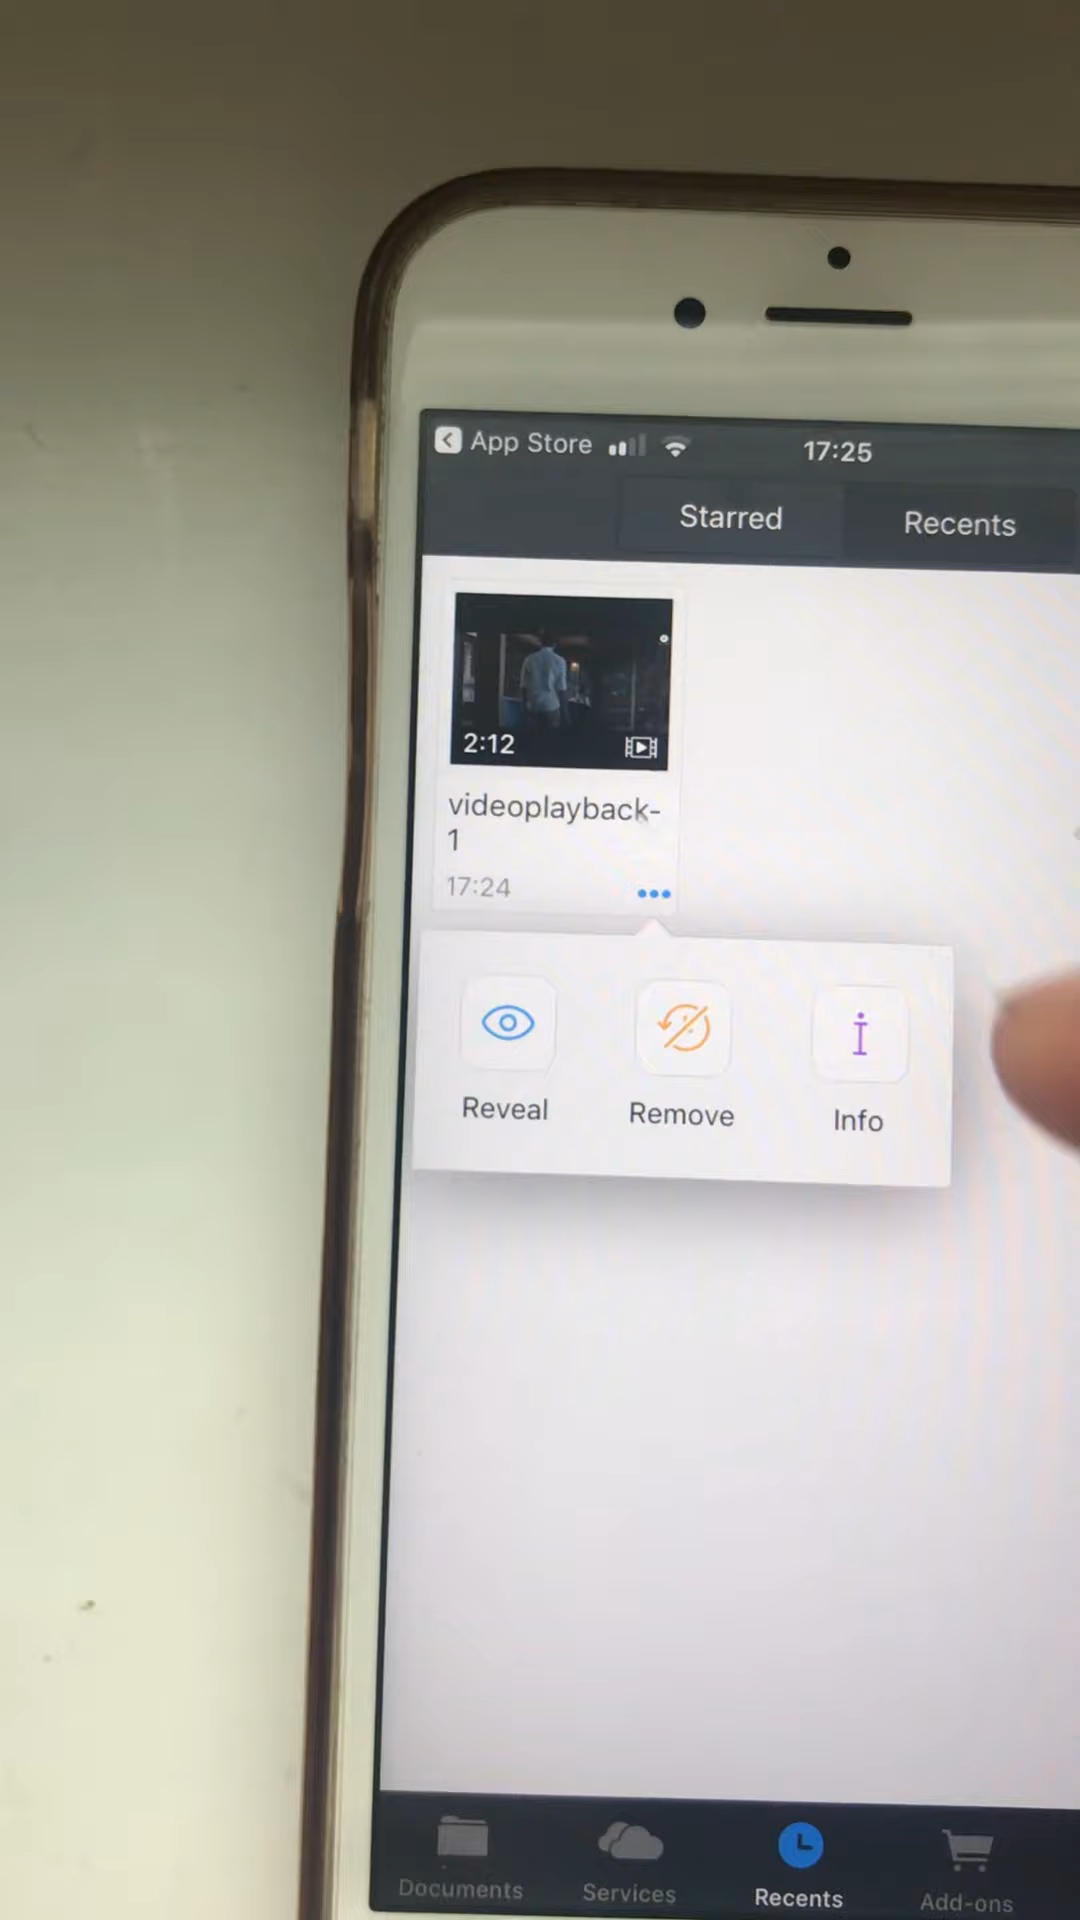 App Store
17:25
Starred
Recents
2:12
videoplayback-
1
17:24
Reveal
Remove
Info
Documents
Services
Recents
Add-ons